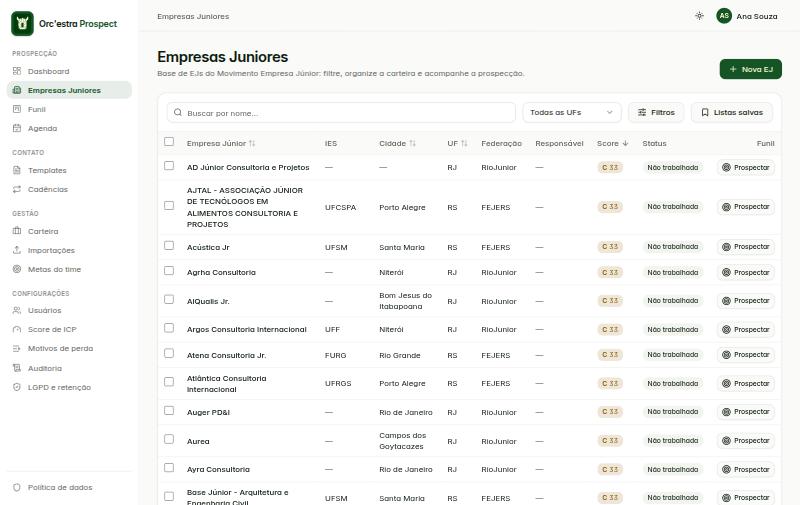 Orc'estra Prospect
PROSPECÇÃO
Dashboard
Empresas Juniores
Funil
Agenda
CONTATO
Templates
Cadências
GESTÃO
Carteira
Importações
Metas do time
CONFIGURAÇÕES
Usuários
Score de ICP
Motivos de perda
Auditoria
LGPD e retenção
Política de dados
Empresas Juniores
AS Ana Souza
Empresas Juniores
Base de EJs do Movimento Empresa Júnior: filtre, organize a carteira e acompanhe a prospecção.
+ Nova EJ
Buscar por nome...
Todas as UFs
Filtros
Listas salvas
Empresa Júnior IES Cidade UF Federação Responsável Score ↓ Status Funil
AD Júnior Consultoria e Projetos — — RJ RioJunior — C 33 Não trabalhada Prospectar
AJTAL - ASSOCIAÇÃO JÚNIOR
DE TECNÓLOGOS EM
ALIMENTOS CONSULTORIA E
PROJETOS
UFCSPA Porto Alegre RS FEJERS — C 33 Não trabalhada Prospectar
Acústica Jr UFSM Santa Maria RS FEJERS — C 33 Não trabalhada Prospectar
Agrha Consultoria — Niterói RJ RioJunior — C 33 Não trabalhada Prospectar
AlQualis Jr. — Bom Jesus do
Itabapoana
RJ RioJunior — C 33 Não trabalhada Prospectar
Argos Consultoria Internacional UFF Niterói RJ RioJunior — C 33 Não trabalhada Prospectar
Atena Consultoria Jr. FURG Rio Grande RS FEJERS — C 33 Não trabalhada Prospectar
Atlântica Consultoria
Internacional
UFRGS Porto Alegre RS FEJERS — C 33 Não trabalhada Prospectar
Auger PD&I — Rio de Janeiro RJ RioJunior — C 33 Não trabalhada Prospectar
Aurea — Campos dos
Goytacazes
RJ RioJunior — C 33 Não trabalhada Prospectar
Ayra Consultoria — Rio de Janeiro RJ RioJunior — C 33 Não trabalhada Prospectar
Base Júnior - Arquitetura e
Engenharia Civil
UFSM Santa Maria RS FEJERS — C 33 Não trabalhada Prospectar